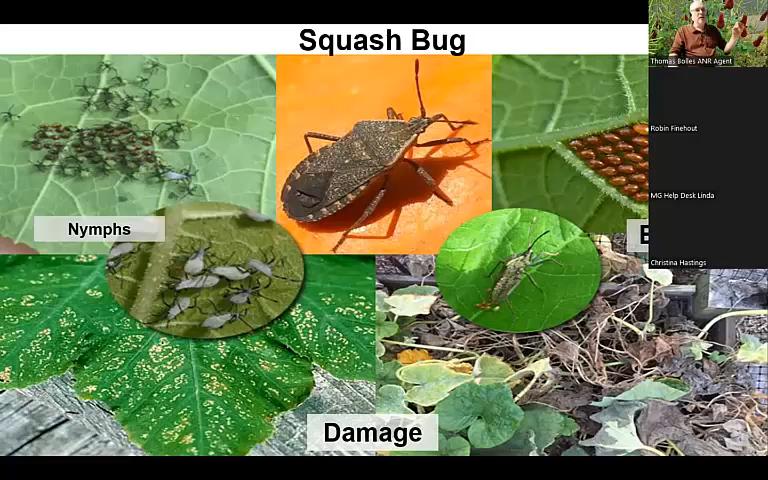 Squash Bug
Thomas Bolles ANR Agent
Robin Finehout
Nymphs
MG Help Desk Linda
Christina Hastings
Damage